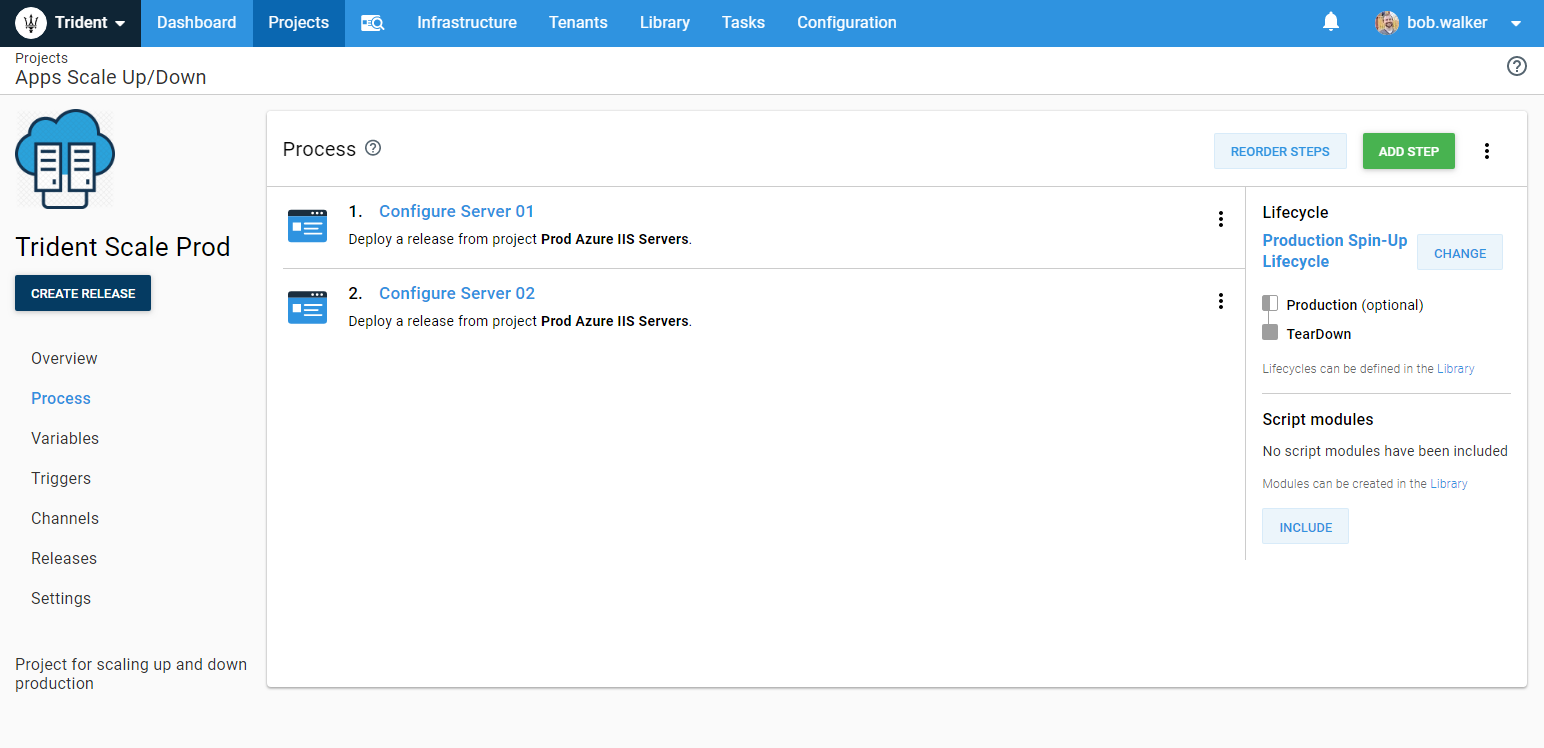 Trident
Dashboard
Projects
Infrastructure
Tenants
Library
Tasks
Configuration
bob.walker
Projects
Apps Scale Up/Down
Trident Scale Prod
CREATE RELEASE
Overview
Process
Variables
Triggers
Channels
Releases
Settings
Project for scaling up and down
production
Process
REORDER STEPS
ADD STEP
1. Configure Server 01
Deploy a release from project Prod Azure IIS Servers.
2. Configure Server 02
Deploy a release from project Prod Azure IIS Servers.
Lifecycle
Production Spin-Up
Lifecycle
CHANGE
Production (optional)
TearDown
Lifecycles can be defined in the Library
Script modules
No script modules have been included
Modules can be created in the Library
INCLUDE